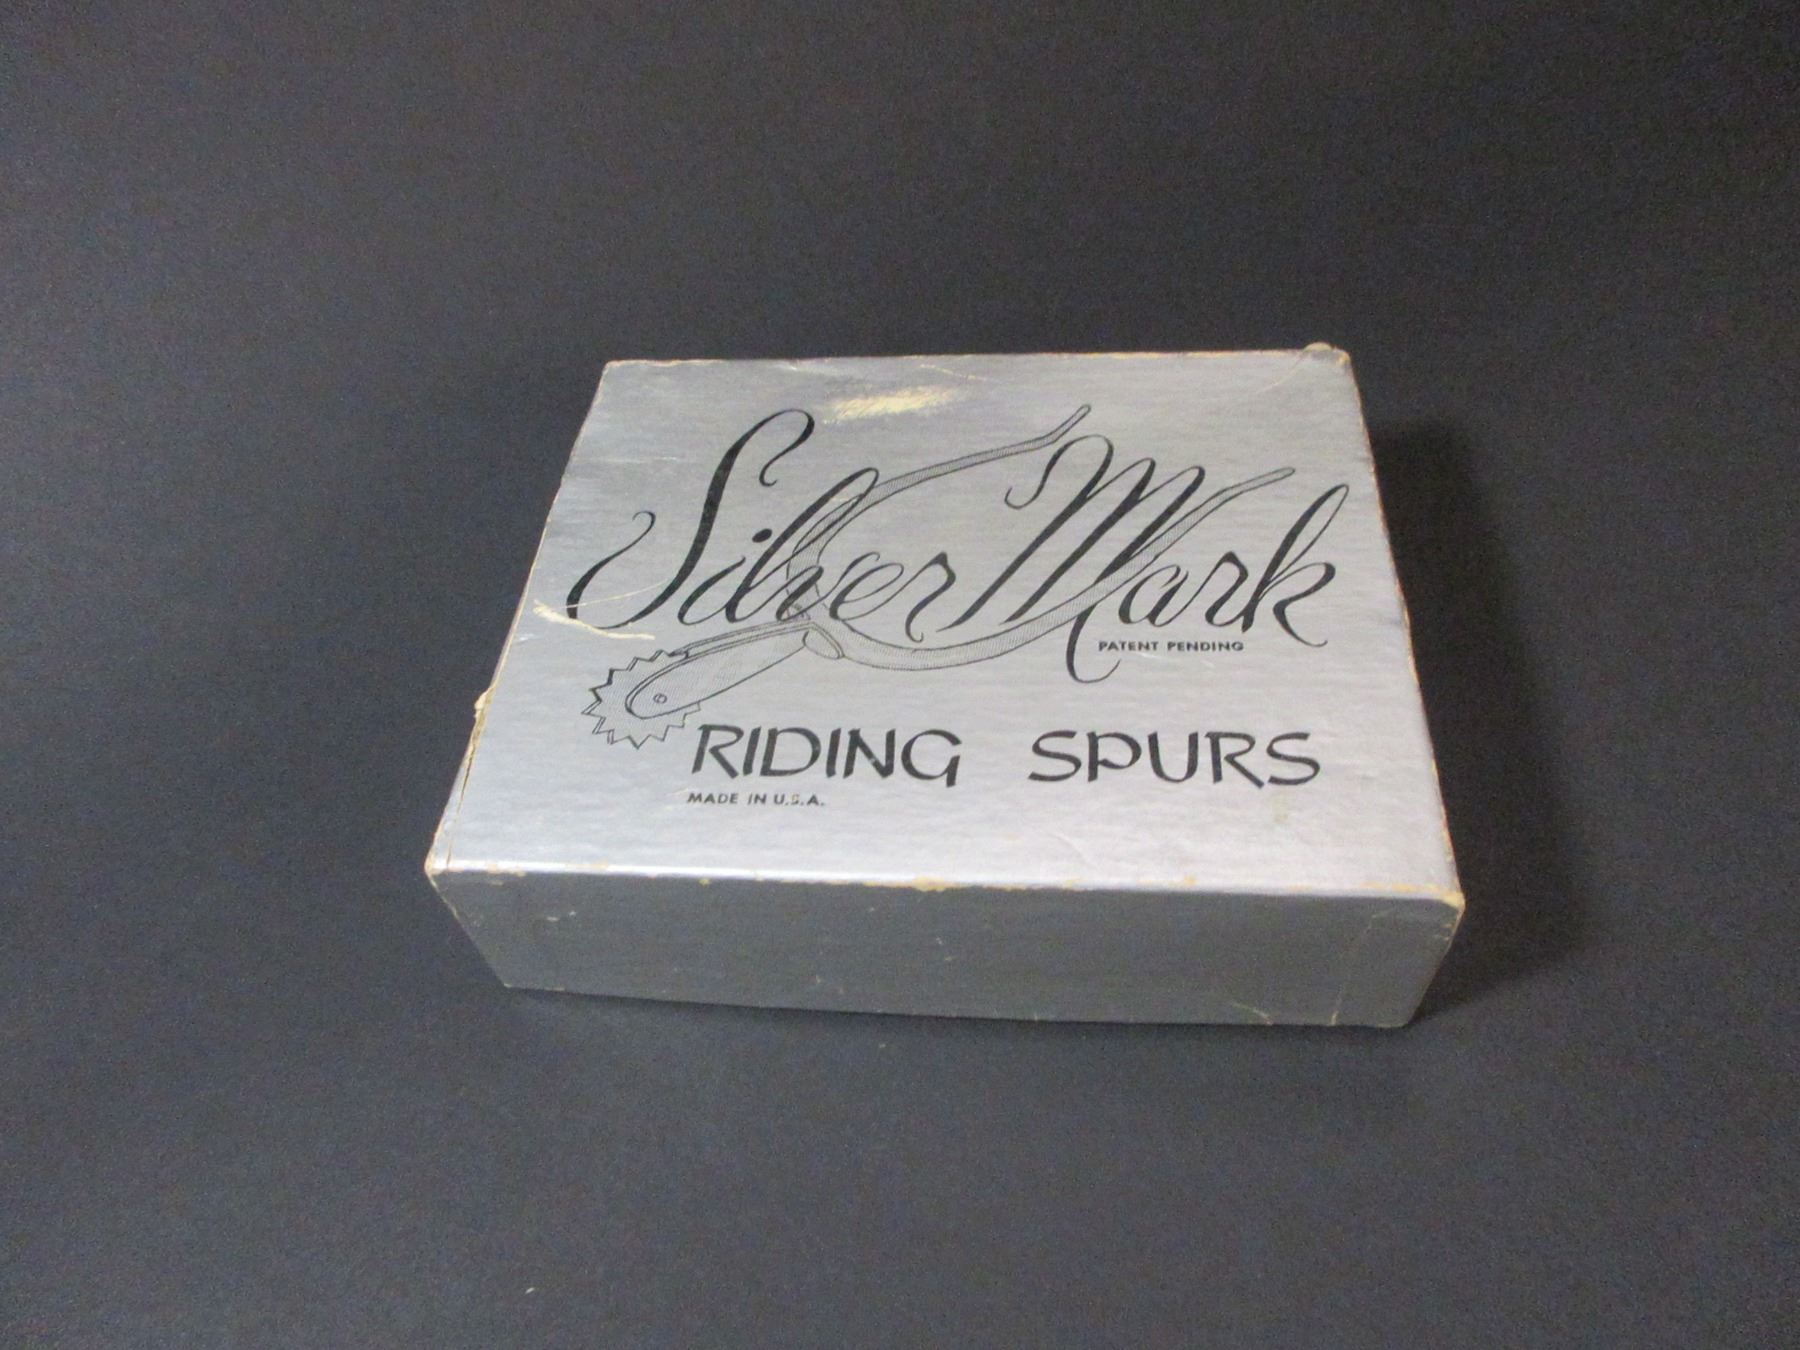 Silver Mark
PATENT PENDING
RIDING SPURS
MADE IN U.S.A.